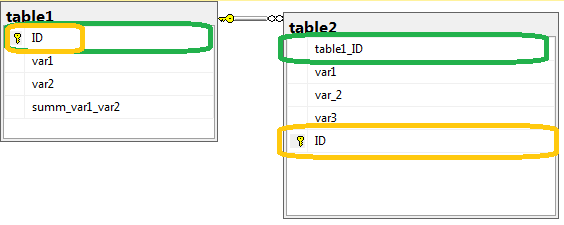 table1
ID
var1
var2
summ_var1_var2
table2
table1_ID
var1
var_2
var3
ID